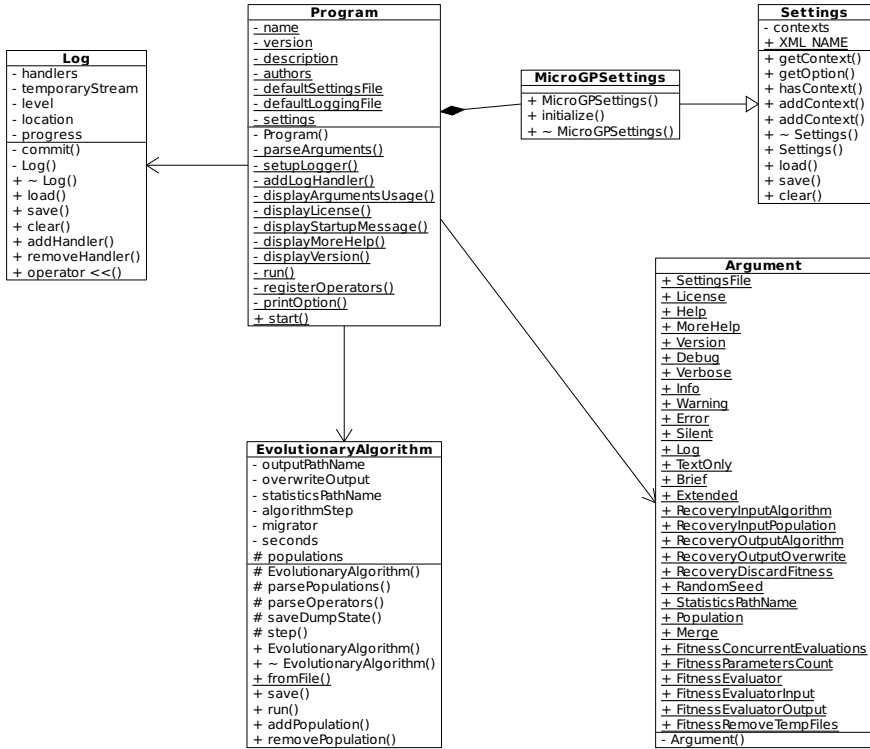 Log
- handlers
- temporaryStream
- level
- location
- progress
- commit()
- Log()
+ ~ Log()
+ load()
+ save()
+ clear()
+ addHandler()
+ removeHandler()
+ operator <<()
Program
- name
- version
- description
- authors
- defaultSettingsFile
- defaultLoggingFile
- settings
- Program()
- parseArguments()
- setupLogger()
- addLogHandler()
- displayArgumentsUsage()
- displayLicense()
- displayStartupMessage()
- displayMoreHelp()
- displayVersion()
- run()
- registerOperators()
- printOption()
+ start()
MicroGPSettings
+ MicroGPSettings()
+ initialize()
+ ~ MicroGPSettings()
Settings
- contexts
+ XML_NAME
+ getContext()
+ getOption()
+ hasContext()
+ addContext()
+ addContext()
+ ~ Settings()
+ Settings()
+ load()
+ save()
+ clear()
EvolutionaryAlgorithm
- outputPathName
- overwriteOutput
- statisticsPathName
- algorithmStep
- migrator
- seconds
# populations
# EvolutionaryAlgorithm()
# parsePopulations()
# parseOperators()
# saveDumpState()
# step()
+ EvolutionaryAlgorithm()
+ ~ EvolutionaryAlgorithm()
+ fromFile()
+ save()
+ run()
+ addPopulation()
+ removePopulation()
Argument
+ SettingsFile
+ License
+ Help
+ MoreHelp
+ Version
+ Debug
+ Verbose
+ Info
+ Warning
+ Error
+ Silent
+ Log
+ TextOnly
+ Brief
+ Extended
+ RecoveryInputAlgorithm
+ RecoveryInputPopulation
+ RecoveryOutputAlgorithm
+ RecoveryOutputOverwrite
+ RecoveryDiscardFitness
+ RandomSeed
+ StatisticsPathName
+ Population
+ Merge
+ FitnessConcurrentEvaluations
+ FitnessParametersCount
+ FitnessEvaluator
+ FitnessEvaluatorInput
+ FitnessEvaluatorOutput
+ FitnessRemoveTempFiles
- Argument()